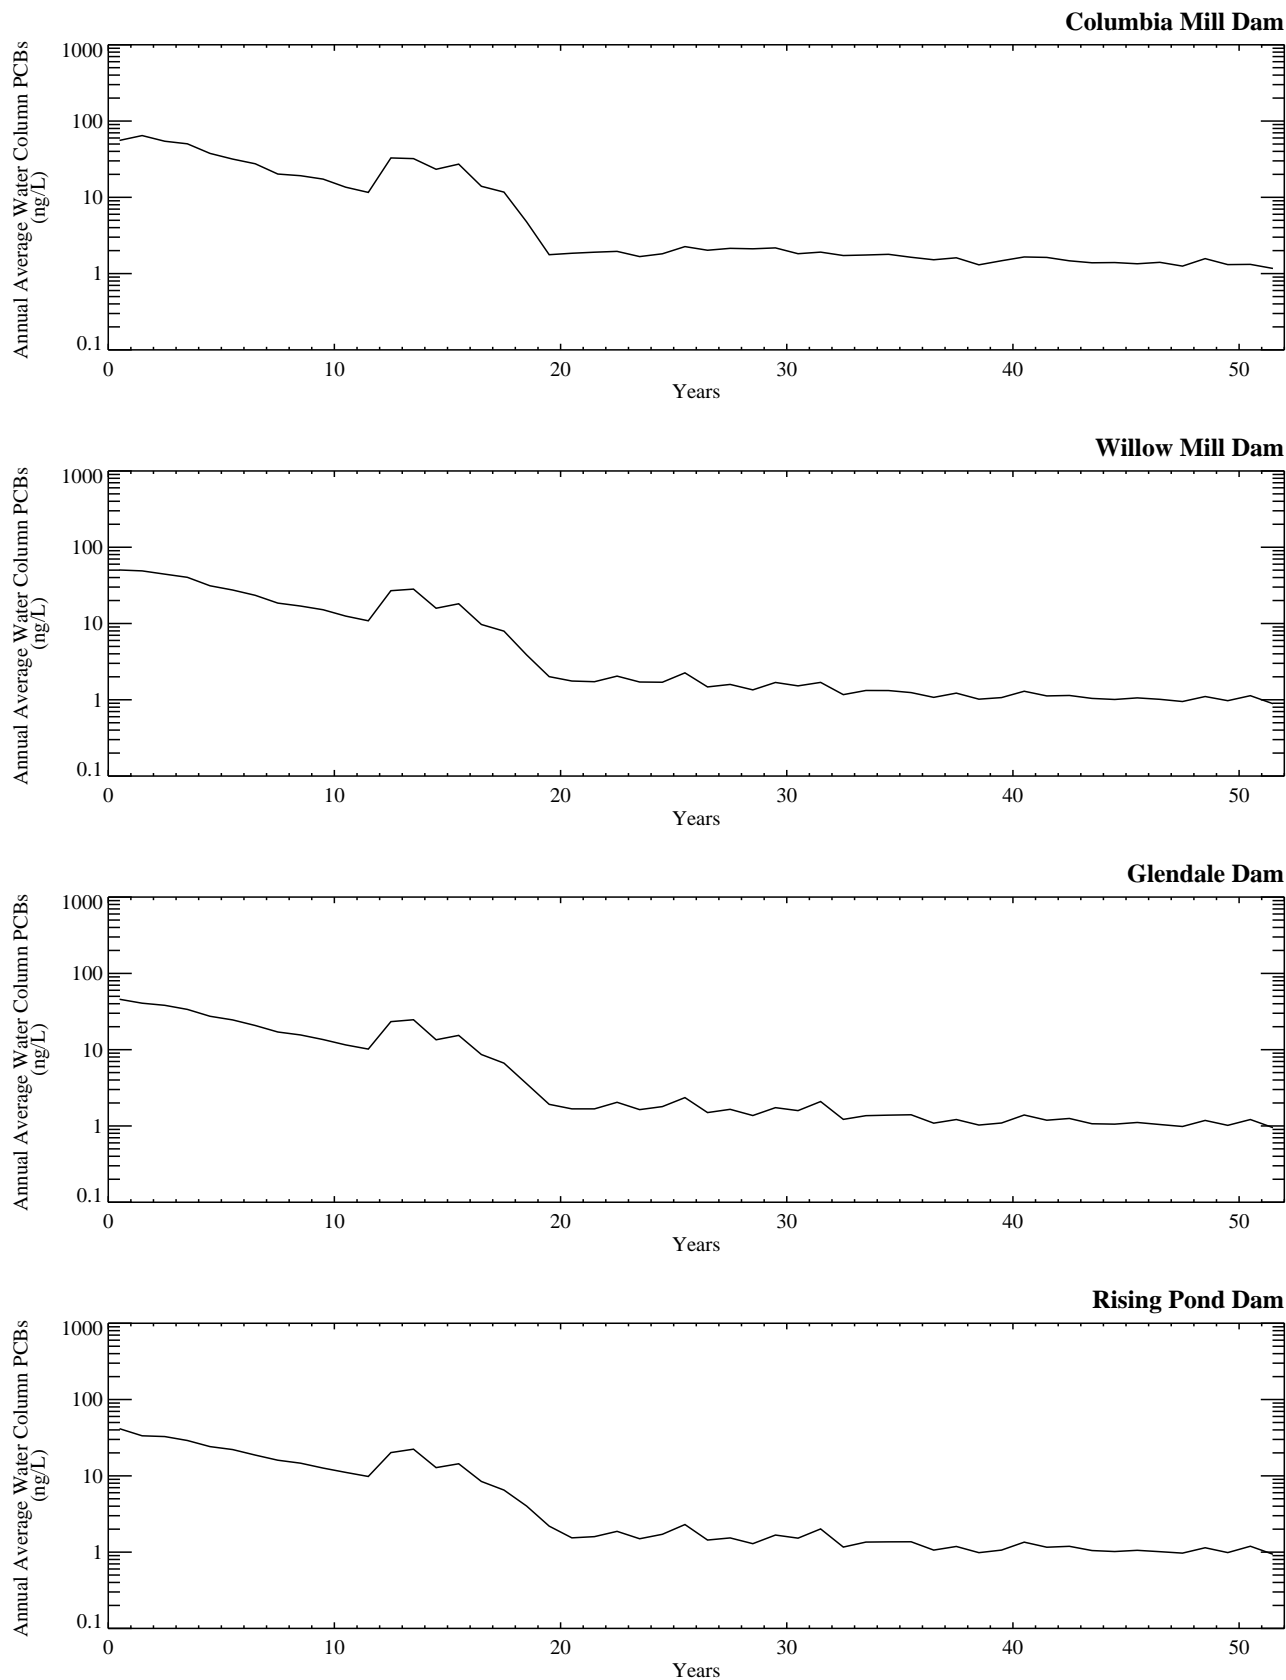 Columbia Mill Dam
Annual Average Water Column PCBs
(ng/L)
1000
100
10
1
0.1
0 10 20 30 40 50
Years
Willow Mill Dam
Annual Average Water Column PCBs
(ng/L)
1000
100
10
1
0.1
0 10 20 30 40 50
Years
Glendale Dam
Annual Average Water Column PCBs
(ng/L)
1000
100
10
1
0.1
0 10 20 30 40 50
Years
Rising Pond Dam
Annual Average Water Column PCBs
(ng/L)
1000
100
10
1
0.1
0 10 20 30 40 50
Years